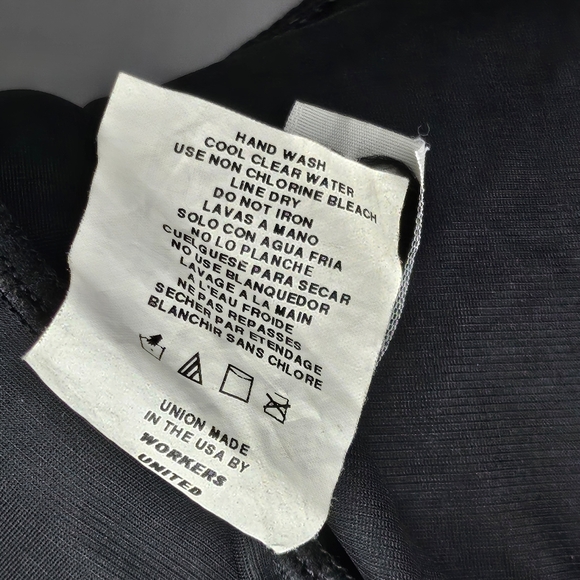 HAND WASH
COOL CLEAR WATER
USE NON CHLORINE BLEACH
LINE DRY
DO NOT IRON
LAVAS A MANO
SOLO CON AGUA FRIA
NO LO PLANCHE
CUELGUESE PARA SECAR
NO USE BLANQUEDOR
LAVAGE A LA MAIN
A L'EAU FROIDE
NE PAS REPASSES
SECHER PAR ETENDAGE
BLANCHIR SANS CHLORE
UNION MADE
IN THE USA BY
WORKERS
UNITED